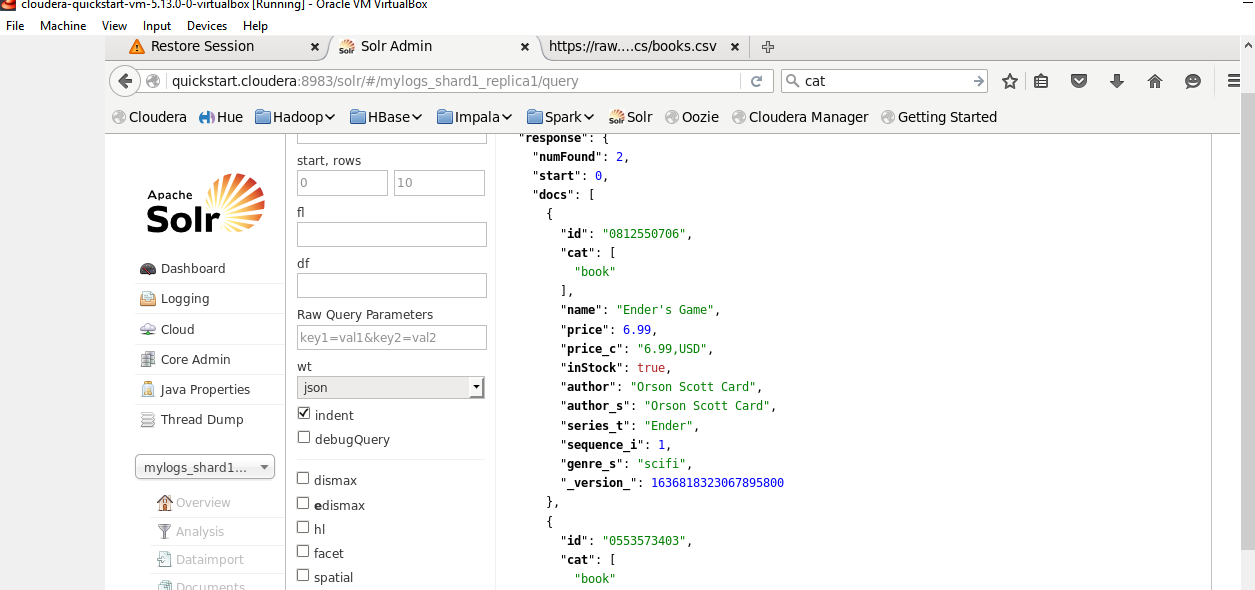 cloudera-quickstart-vm-5.13.0-0-virtualbox [Running] - Oracle VM VirtualBox
File Machine View Input Devices Help
Restore Session × Solr Admin × https://raw....cs/books.csv ×
quickstart.cloudera:8983/solr/#/mylogs_shard1_replica1/query cat
Cloudera Hue Hadoop HBase Impala Spark Solr Oozie Cloudera Manager Getting Started
Apache
Solr
Dashboard
Logging
Cloud
Core Admin
Java Properties
Thread Dump
mylogs_shard1...
Overview
Analysis
Dataimport
Documents
start, rows
0 10
fl
df
Raw Query Parameters
key1=val1&key2=val2
wt
json
indent
debugQuery
dismax
edismax
hl
facet
spatial
"response": {
"numFound": 2,
"start": 0,
"docs": [
{
"id": "0812550706",
"cat": [
"book"
],
"name": "Ender's Game",
"price": 6.99,
"price_c": "6.99,USD",
"inStock": true,
"author": "Orson Scott Card",
"author_s": "Orson Scott Card",
"series_t": "Ender",
"sequence_i": 1,
"genre_s": "scifi",
"_version_": 1636818323067895800
},
{
"id": "0553573403",
"cat": [
"book"